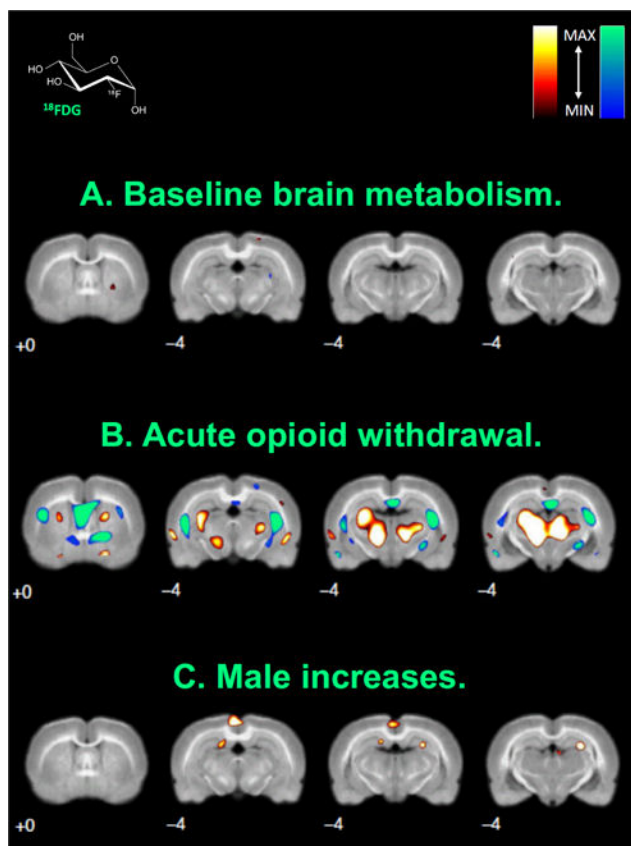 OH
HO
O
HO
18F
OH
¹⁸FDG
MAX
MIN
A. Baseline brain metabolism.
+0
−4
−4
−4
B. Acute opioid withdrawal.
+0
−4
−4
−4
C. Male increases.
+0
−4
−4
−4